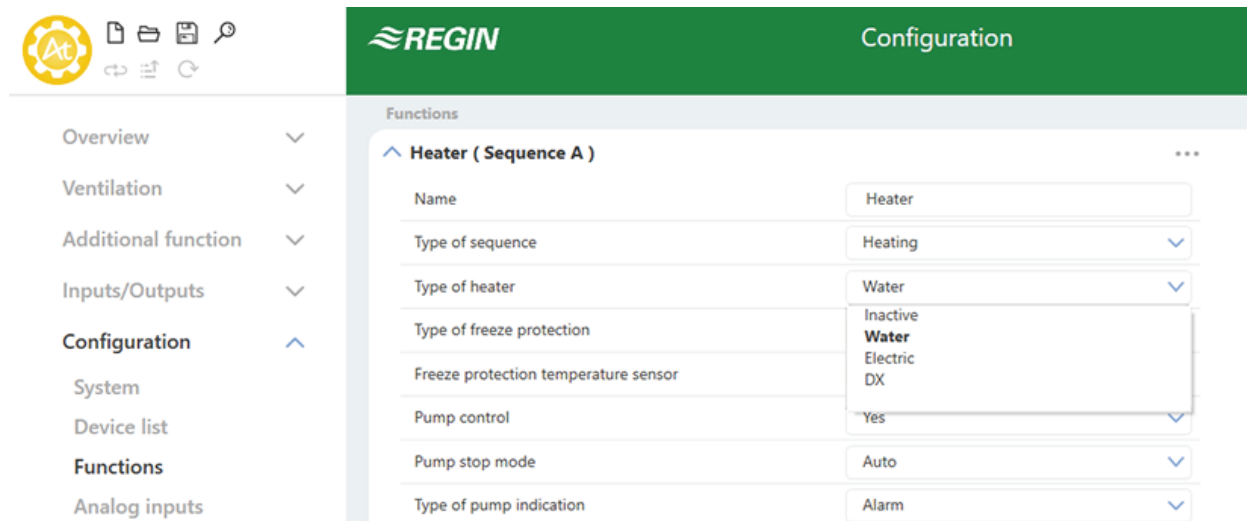 At
REGIN
Configuration
Overview
Ventilation
Additional function
Inputs/Outputs
Configuration
System
Device list
Functions
Analog inputs
Functions
Heater ( Sequence A )
Name Heater
Type of sequence Heating
Type of heater Water
Inactive
Water
Electric
DX
Type of freeze protection
Freeze protection temperature sensor
Pump control Yes
Pump stop mode Auto
Type of pump indication Alarm